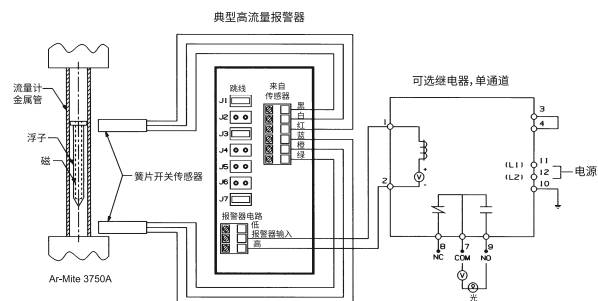 典型高流量报警器
流量计
金属管
浮子
磁
簧片开关传感器
Ar-Mite 3750A
跳线
J1
J2
J3
J4
J5
J6
J7
来自
传感器
黑
白
红
蓝
橙
绿
报警器电路
低
报警器输入
高
可选继电器,单通道
1
2
+
V
-
3
4
(L1) 11
(L2) 12
10
电源
8
7
9
NC
COM
NO
V
光